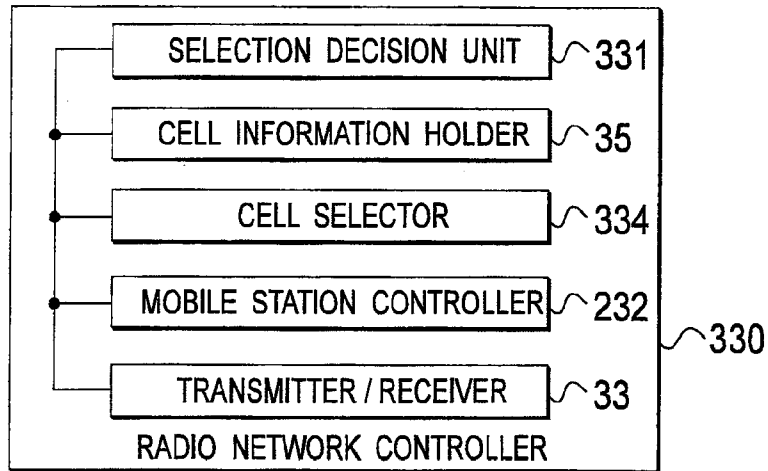 SELECTION DECISION UNIT 331
CELL INFORMATION HOLDER 35
CELL SELECTOR 334
MOBILE STATION CONTROLLER 232
330
TRANSMITTER / RECEIVER 33
RADIO NETWORK CONTROLLER